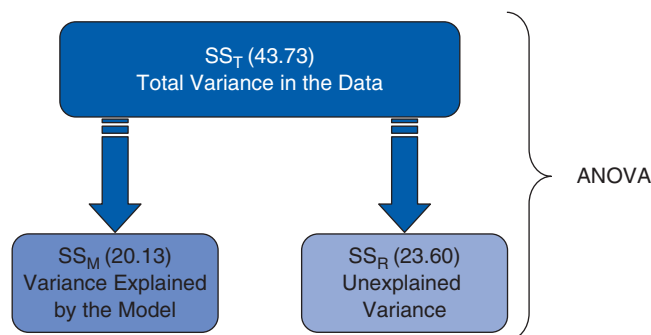 SS_T (43.73)
Total Variance in the Data
ANOVA
SS_M (20.13)
Variance Explained
by the Model
SS_R (23.60)
Unexplained
Variance